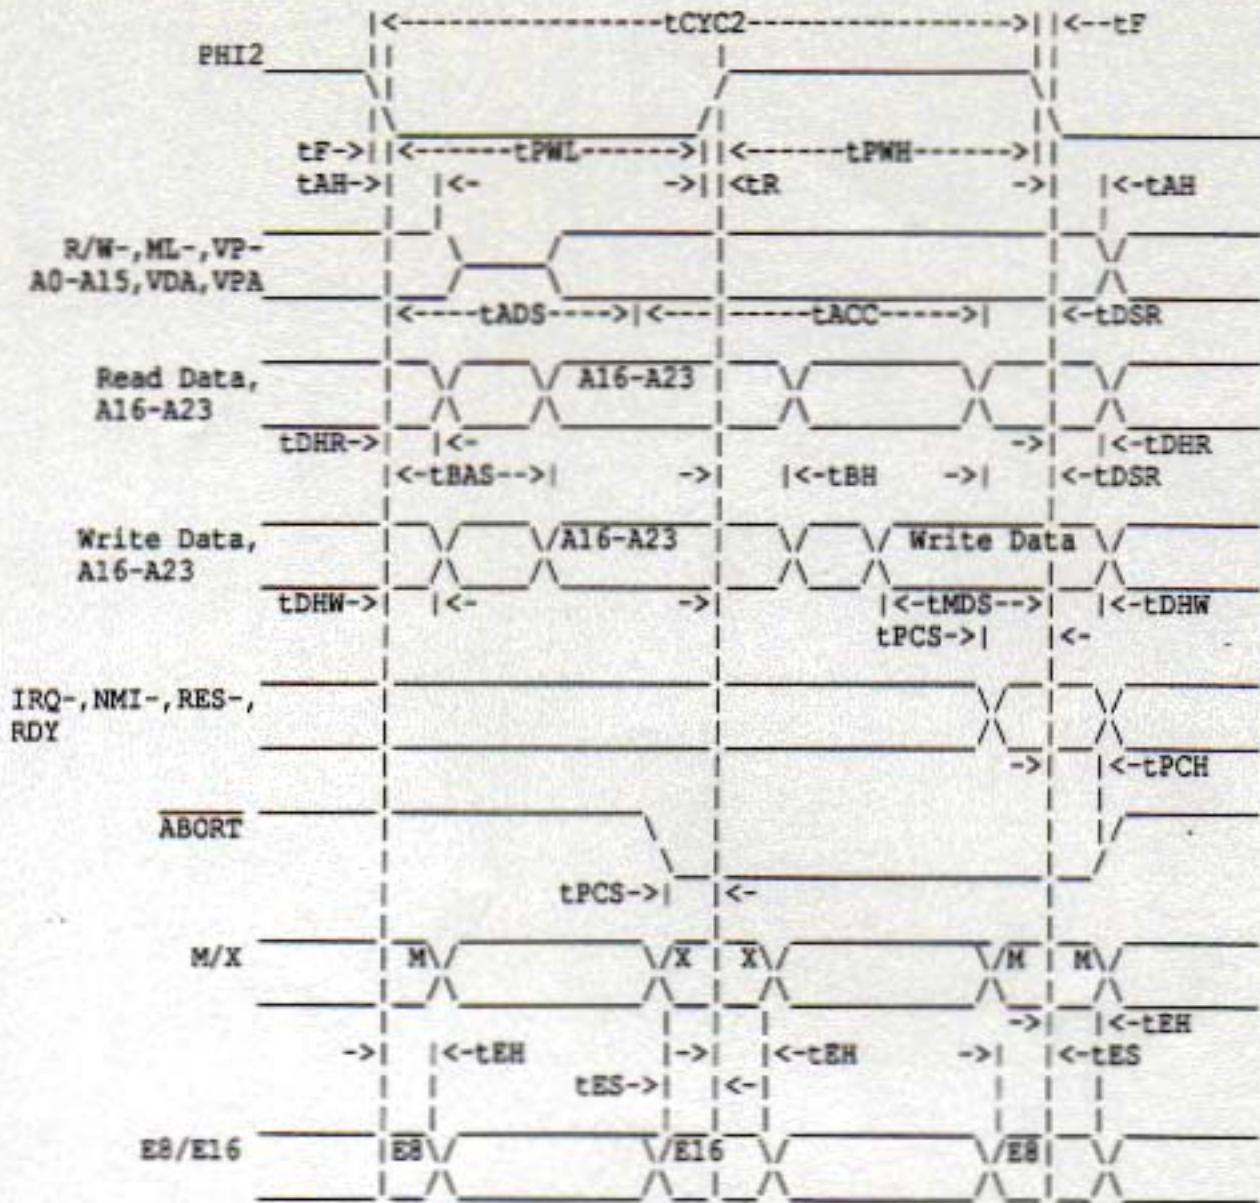 |<----------------tCYC2----------------->| |<--tF
PHI2
tF->| |<------tPWL------>| |<------tPWH------>|
tAH->| |<- ->| |<tR ->| |<-tAH
R/W-,ML-,VP-
A0-A15,VDA,VPA
|<----tADS---->|<---|------tACC------>| |<-tDSR
Read Data, A16-A23
A16-A23
tDHR->| |<- ->| |<-tDHR
|<-tBAS-->| ->| |<-tBH ->| |<-tDSR
Write Data, A16-A23 Write Data
A16-A23
tDHW->| |<- ->| |<-tMDS-->| |<-tDHW
tPCS->| |<-
IRQ-,NMI-,RES-,
RDY
->| |<-tPCH
ABORT
tPCS->| |<-
M/X M X X M M
->| |<-tEH
->| |<-tEH |->| |<-tEH ->| |<-tES
tES->| |<-
E8/E16 E8 E16 E8